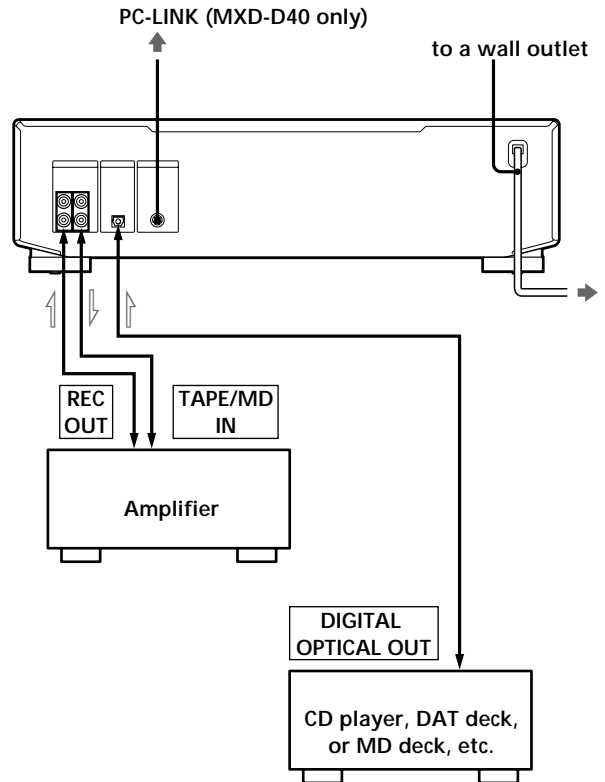 PC-LINK (MXD-D40 only)
to a wall outlet
REC
OUT
TAPE/MD
IN
Amplifier
DIGITAL
OPTICAL OUT
CD player, DAT deck,
or MD deck, etc.